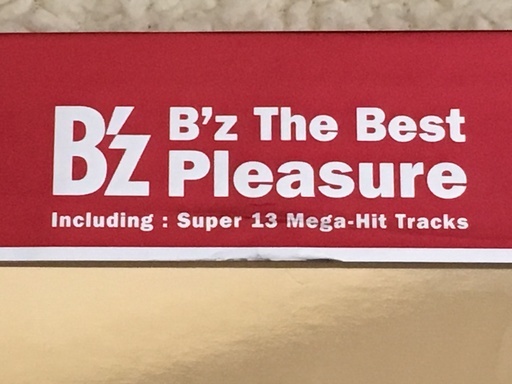 B'z
B'z The Best
Pleasure
Including : Super 13 Mega-Hit Tracks